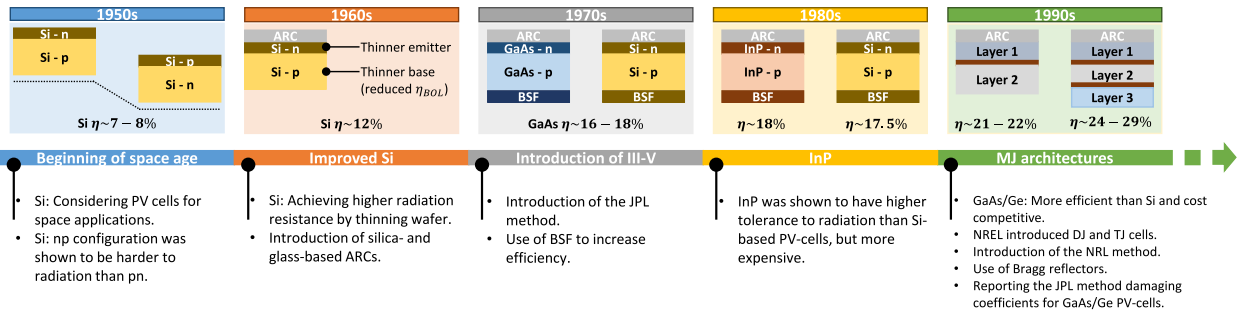 1950s
Si - n
Si - p
Si - p
Si - n
Si η~7 − 8%
1960s
ARC
Si - n
Si - p
Thinner emitter
Thinner base
(reduced η_BOL)
Si η~12%
1970s
ARC
GaAs - n
GaAs - p
BSF
ARC
Si - n
Si - p
BSF
GaAs η~16 − 18%
1980s
ARC
InP - n
InP - p
BSF
η~18%
ARC
Si - n
Si - p
BSF
η~17.5%
1990s
ARC
Layer 1
Layer 2
η~21 − 22%
ARC
Layer 1
Layer 2
Layer 3
η~24 − 29%
Beginning of space age
Improved Si
Introduction of III-V
InP
MJ architectures
• Si: Considering PV cells for
space applications.
• Si: np configuration was
shown to be harder to
radiation than pn.
• Si: Achieving higher radiation
resistance by thinning wafer.
• Introduction of silica- and
glass-based ARCs.
• Introduction of the JPL
method.
• Use of BSF to increase
efficiency.
• InP was shown to have higher
tolerance to radiation than Si-
based PV-cells, but more
expensive.
• GaAs/Ge: More efficient than Si and cost
competitive.
• NREL introduced DJ and TJ cells.
• Introduction of the NRL method.
• Use of Bragg reflectors.
• Reporting the JPL method damaging
coefficients for GaAs/Ge PV-cells.